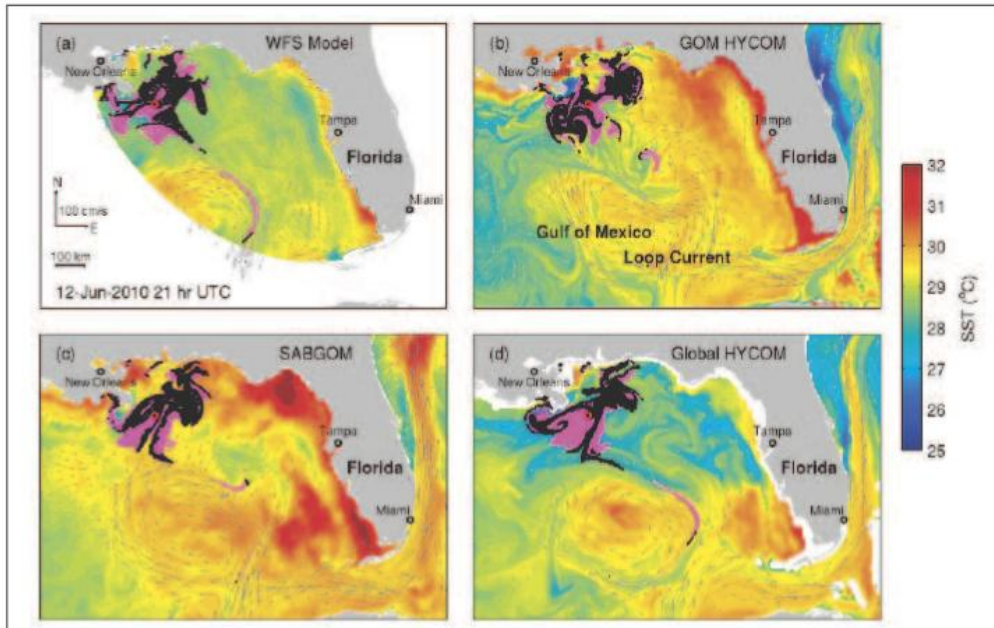 (a)
WFS Model
New Orleans
Tampa
Florida
Miami
N
100 cm/s
E
100 km
12-Jun-2010 21 hr UTC
(b)
GOM HYCOM
New Orleans
Tampa
Florida
Miami
Gulf of Mexico
Loop Current
(c)
SABGOM
New Orleans
Tampa
Florida
Miami
(d)
Global HYCOM
New Orleans
Tampa
Florida
Miami
32
31
30
29
28
27
26
25
SST (°C)